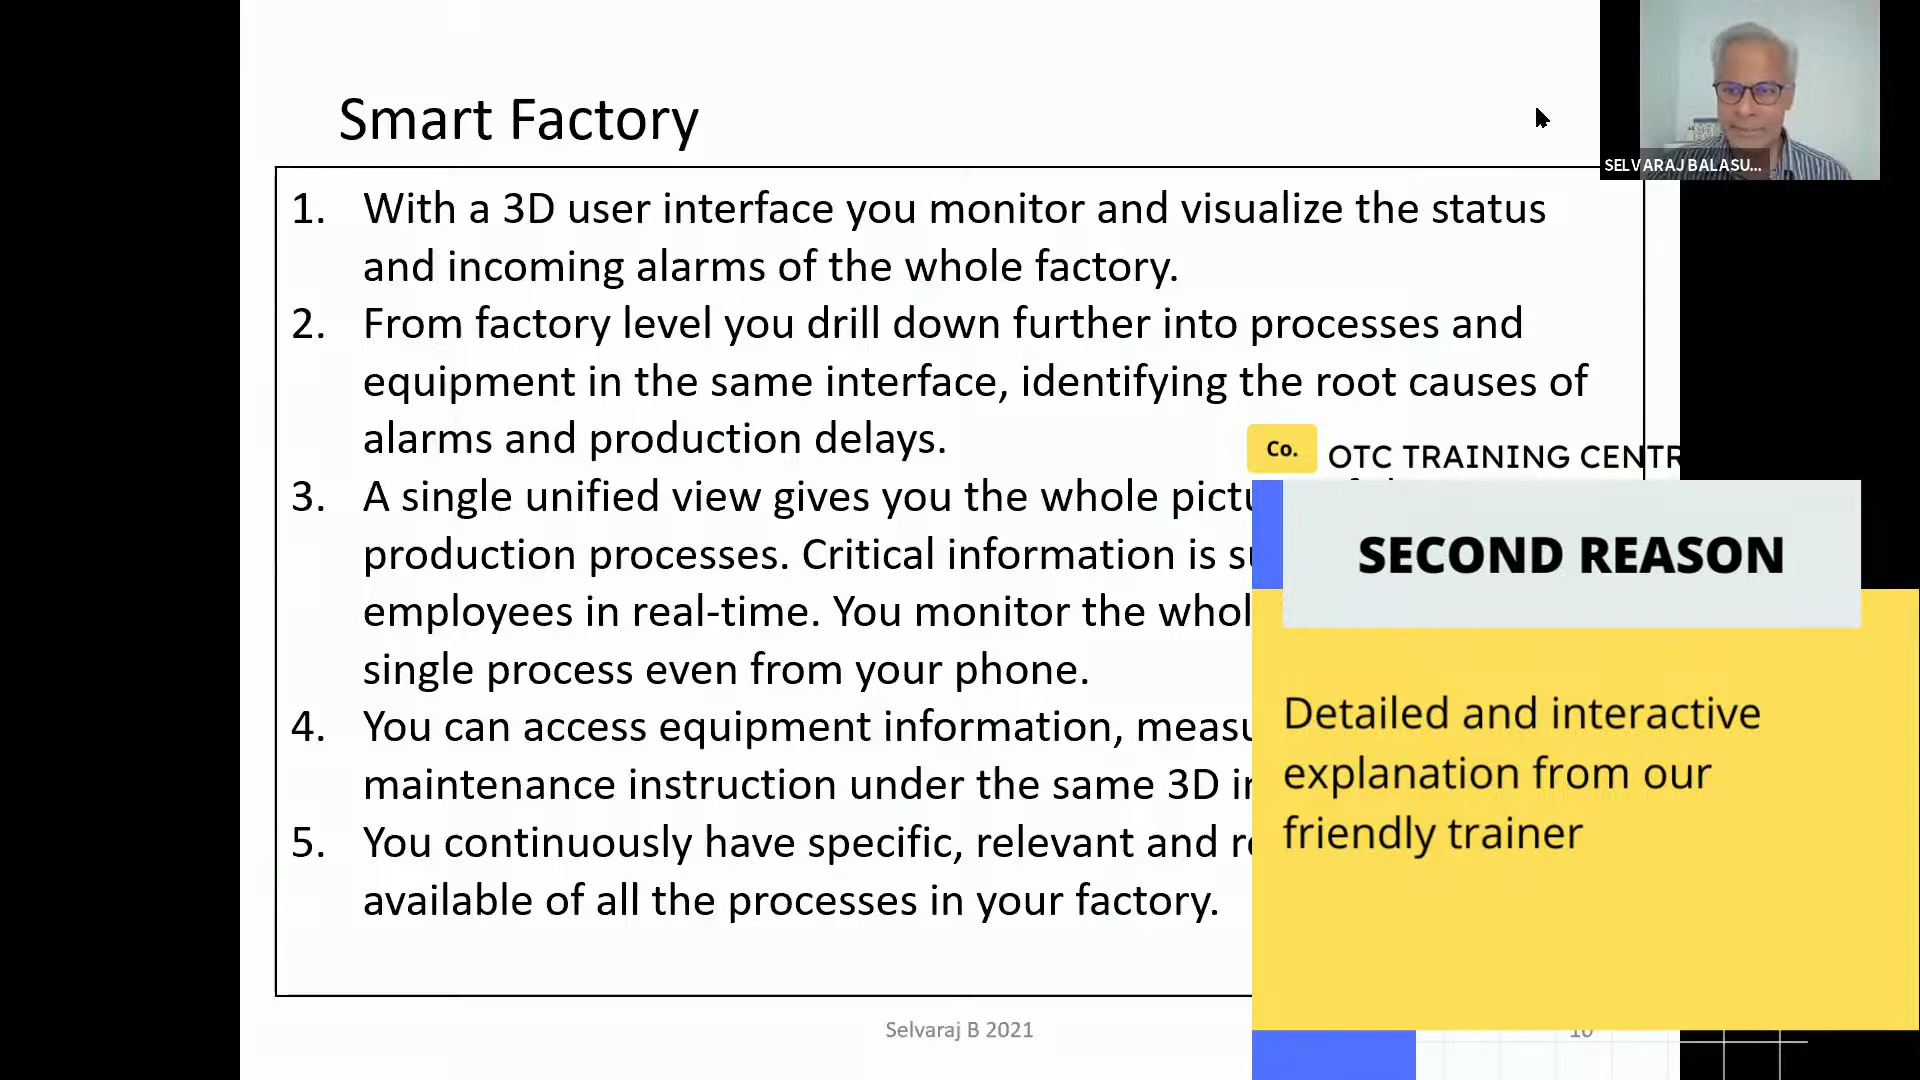 Smart Factory
SELVARAJ BALASU...
1. With a 3D user interface you monitor and visualize the status
and incoming alarms of the whole factory.
2. From factory level you drill down further into processes and
equipment in the same interface, identifying the root causes of
alarms and production delays.
3. A single unified view gives you the whole
production processes. Critical information is
employees in real-time. You monitor the
single process even from your phone.
4. You can access equipment information,
maintenance instruction under the same 3D
5. You continuously have specific, relevant and
available of all the processes in your factory.
Co.
OTC TRAINING
SECOND REASON
Detailed and interactive
explanation from our
friendly trainer
Selvaraj B 2021